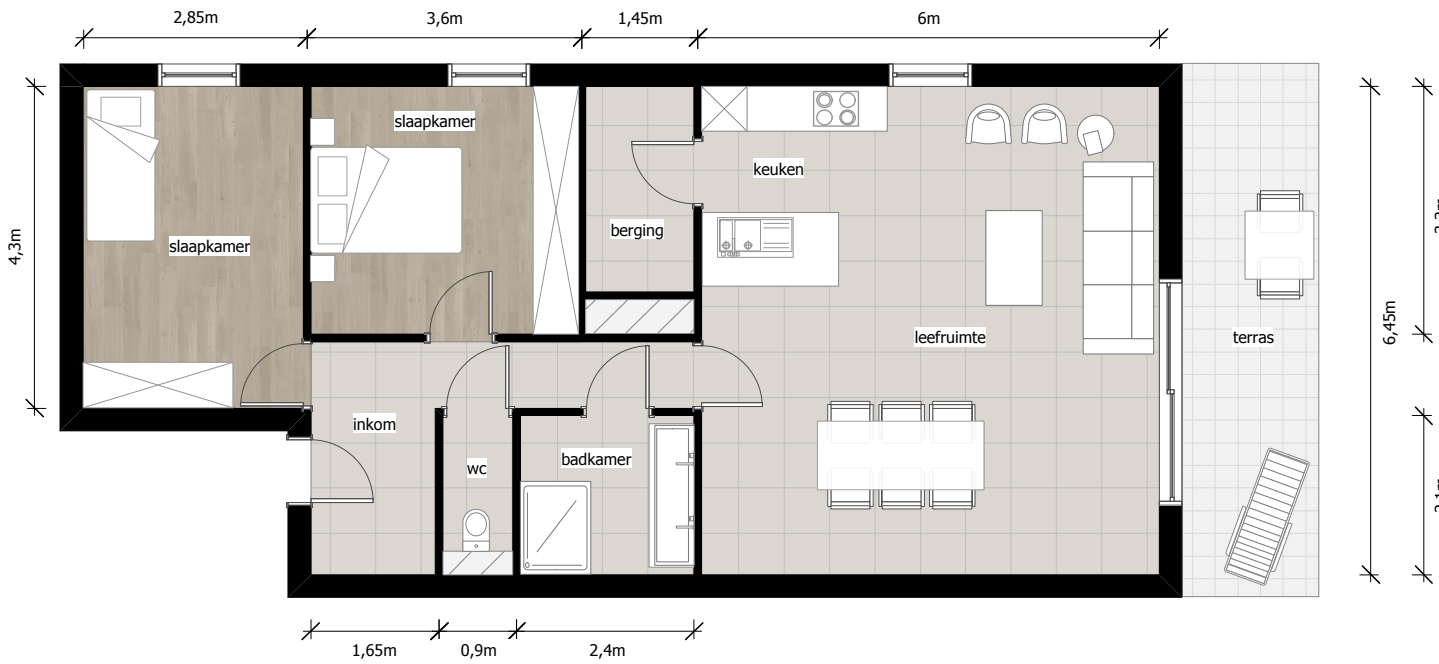 2,85m
3,6m
1,45m
6m
slaapkamer
keuken
slaapkamer
berging
4,3m
6,45m
leefruimte
terras
inkom
badkamer
wc
1,65m
0,9m
2,4m